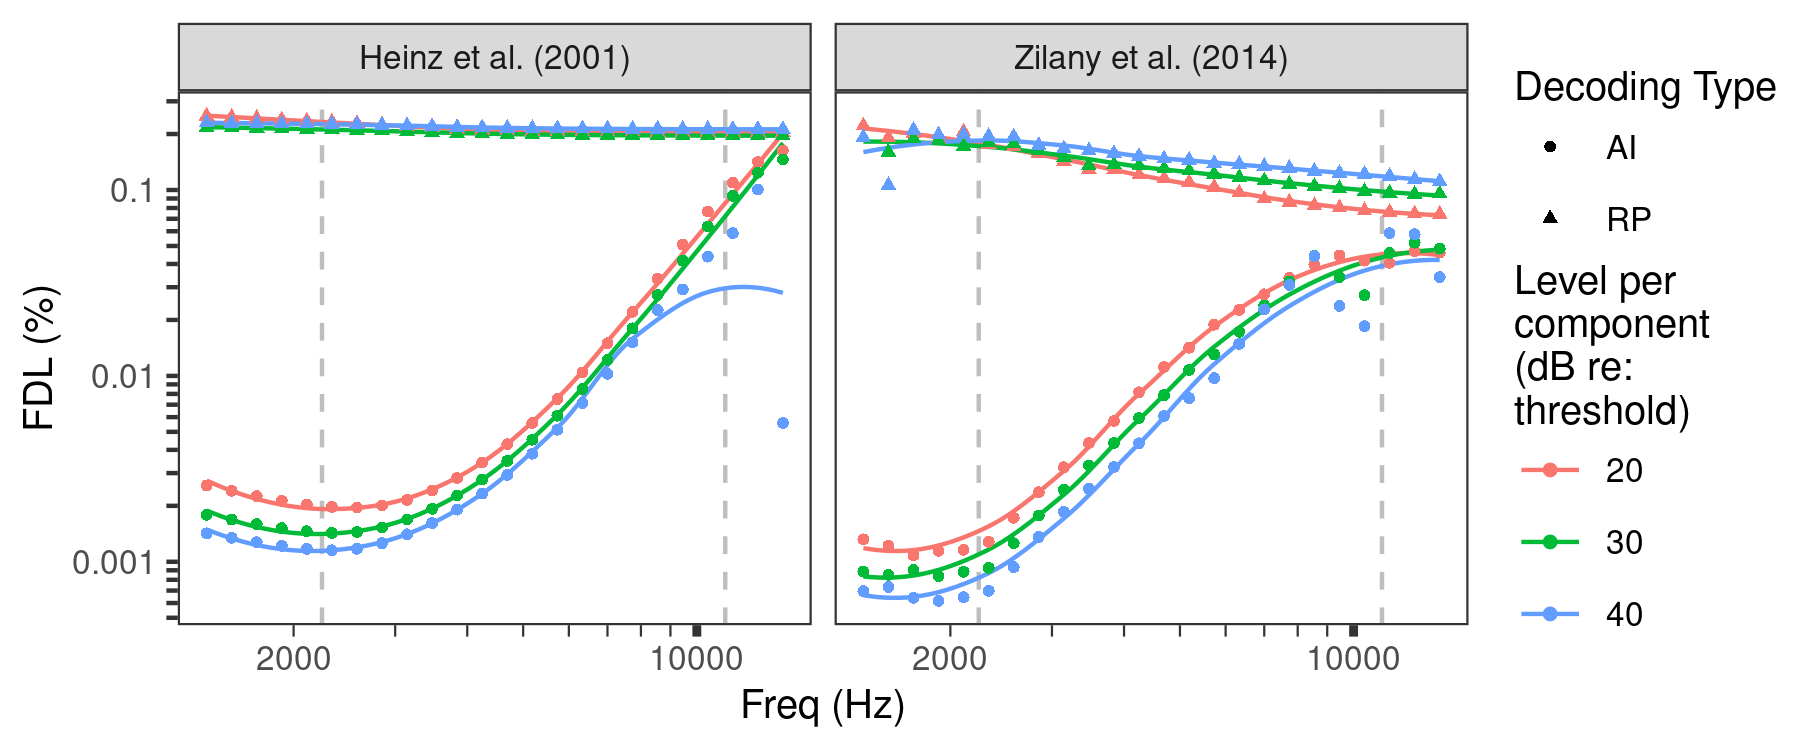 Heinz et al. (2001)
Zilany et al. (2014)
FDL (%)
0.1
0.01
0.001
2000
10000
2000
10000
Freq (Hz)
Decoding Type
AI
RP
Level per
component
(dB re:
threshold)
20
30
40